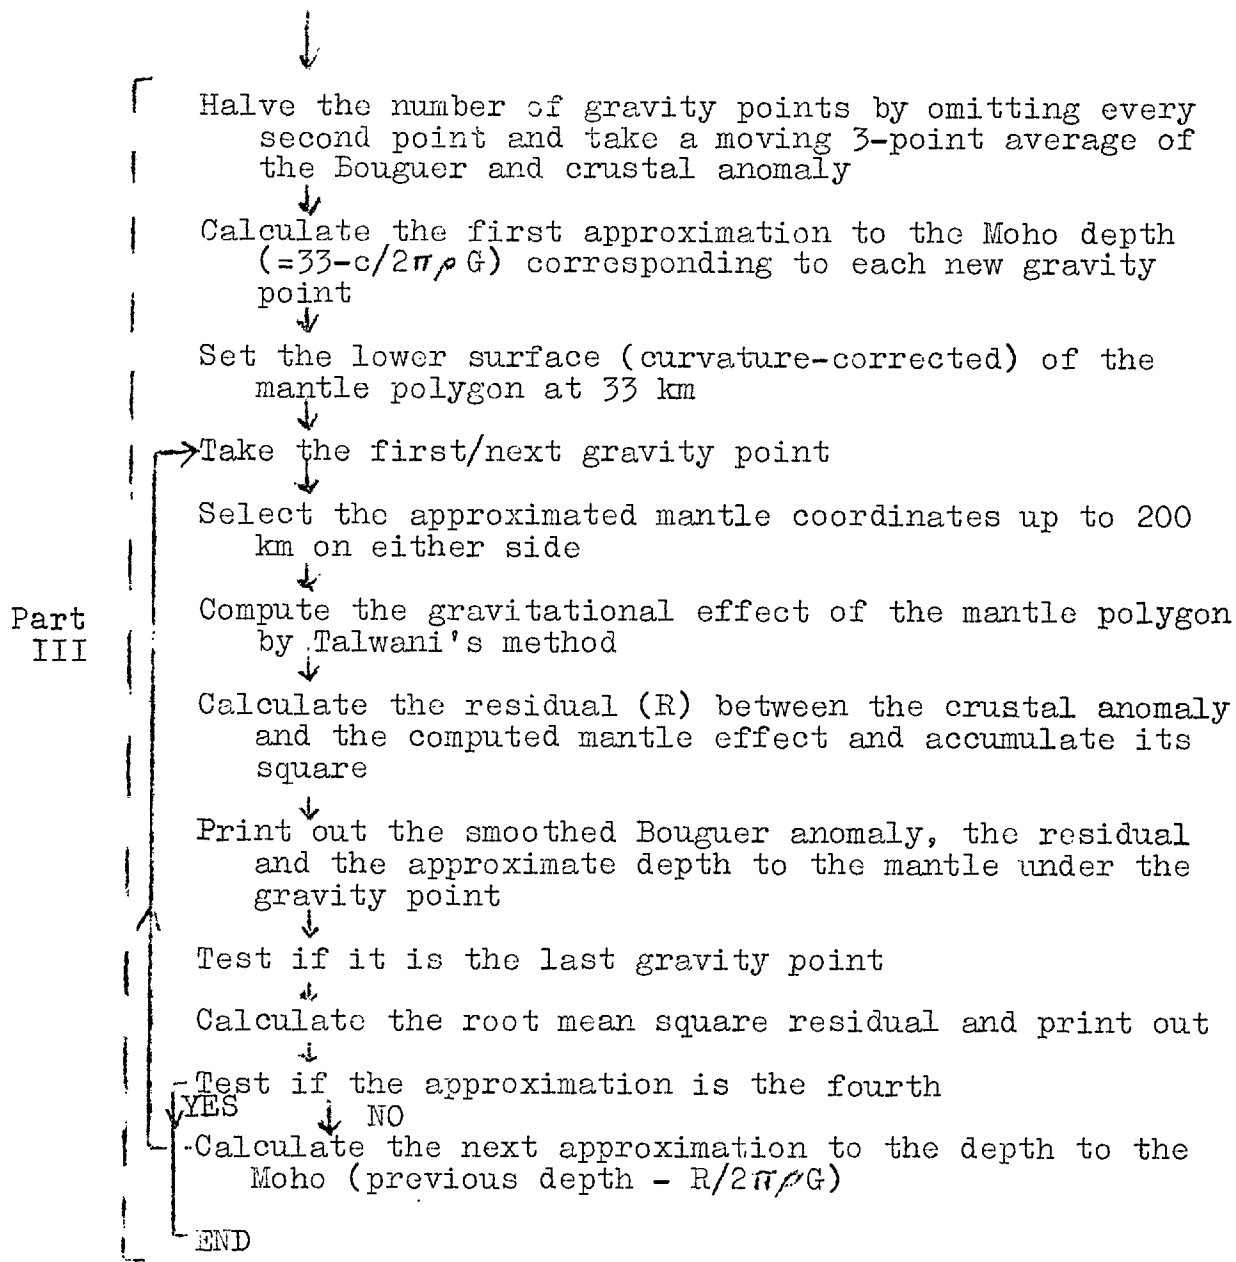 Halve the number of gravity points by omitting every
second point and take a moving 3-point average of
the Bouguer and crustal anomaly
Calculate the first approximation to the Moho depth
(=33-c/2πρG) corresponding to each new gravity
point
Set the lower surface (curvature-corrected) of the
mantle polygon at 33 km
Take the first/next gravity point
Select the approximated mantle coordinates up to 200
km on either side
Compute the gravitational effect of the mantle polygon
by Talwani's method
Part
III
Calculate the residual (R) between the crustal anomaly
and the computed mantle effect and accumulate its
square
Print out the smoothed Bouguer anomaly, the residual
and the approximate depth to the mantle under the
gravity point
Test if it is the last gravity point
Calculate the root mean square residual and print out
Test if the approximation is the fourth
YES NO
Calculate the next approximation to the depth to the
Moho (previous depth - R/2πρG)
END